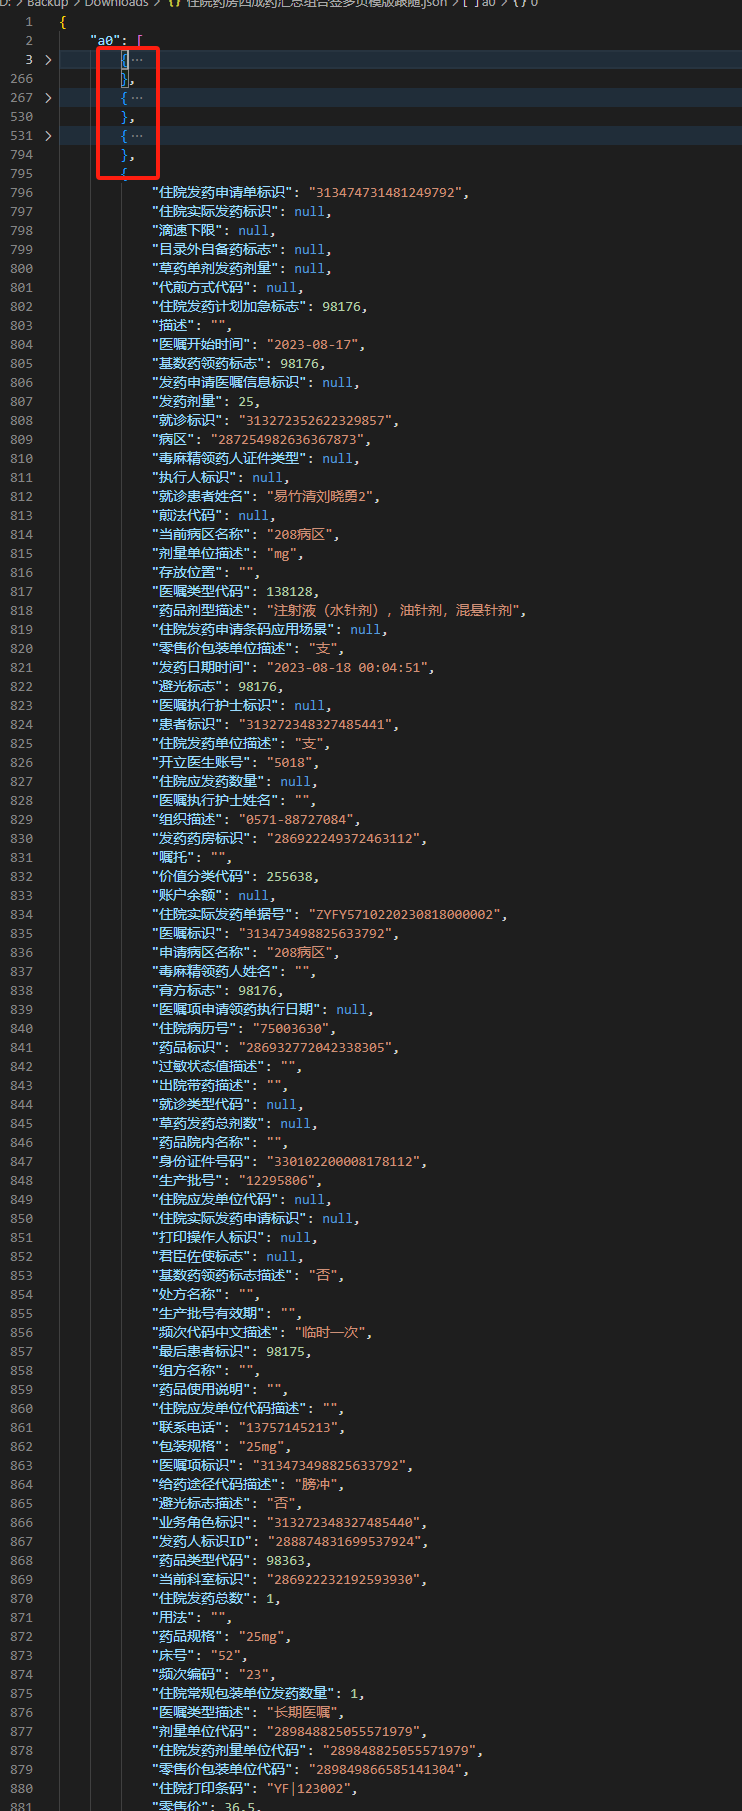 D: > Backup > Downloads > {} 住院药房四成药汇总组合签多页模版跟随.json > [ ] a0 > {} 0
1 {
2 "a0": [
3 > { ···
266 },
267 > { ···
530 },
531 > { ···
794 },
795 {
796 "住院发药申请单标识": "313474731481249792",
797 "住院实际发药标识": null,
798 "滴速下限": null,
799 "目录外自备药标志": null,
800 "草药单剂发药剂量": null,
801 "代煎方式代码": null,
802 "住院发药计划加急标志": 98176,
803 "描述": "",
804 "医嘱开始时间": "2023-08-17",
805 "基数药领药标志": 98176,
806 "发药申请医嘱信息标识": null,
807 "发药剂量": 25,
808 "就诊标识": "313272352622329857",
809 "病区": "287254982636367873",
810 "毒麻精领药人证件类型": null,
811 "执行人标识": null,
812 "就诊患者姓名": "易竹清刘晓勇2",
813 "煎法代码": null,
814 "当前病区名称": "208病区",
815 "剂量单位描述": "mg",
816 "存放位置": "",
817 "医嘱类型代码": 138128,
818 "药品剂型描述": "注射液（水针剂）, 油针剂, 混悬针剂",
819 "住院发药申请条码应用场景": null,
820 "零售价包装单位描述": "支",
821 "发药日期时间": "2023-08-18 00:04:51",
822 "避光标志": 98176,
823 "医嘱执行护士标识": null,
824 "患者标识": "313272348327485441",
825 "住院发药单位描述": "支",
826 "开立医生账号": "5018",
827 "住院应发药数量": null,
828 "医嘱执行护士姓名": "",
829 "组织描述": "0571-88727084",
830 "发药药房标识": "286922249372463112",
831 "嘱托": "",
832 "价值分类代码": 255638,
833 "账户余额": null,
834 "住院实际发药单据号": "ZYFY5710220230818000002",
835 "医嘱标识": "313473498825633792",
836 "申请病区名称": "208病区",
837 "毒麻精领药人姓名": "",
838 "膏方标志": 98176,
839 "医嘱项申请领药执行日期": null,
840 "住院病历号": "75003630",
841 "药品标识": "286932772042338305",
842 "过敏状态值描述": "",
843 "出院带药描述": "",
844 "就诊类型代码": null,
845 "草药发药总剂数": null,
846 "药品院内名称": "",
847 "身份证件号码": "330102200008178112",
848 "生产批号": "12295806",
849 "住院应发单位代码": null,
850 "住院实际发药申请标识": null,
851 "打印操作人标识": null,
852 "君臣佐使标志": null,
853 "基数药领药标志描述": "否",
854 "处方名称": "",
855 "生产批号有效期": "",
856 "频次代码中文描述": "临时一次",
857 "最后患者标识": 98175,
858 "组方名称": "",
859 "药品使用说明": "",
860 "住院应发单位代码描述": "",
861 "联系电话": "13757145213",
862 "包装规格": "25mg",
863 "医嘱项标识": "313473498825633792",
864 "给药途径代码描述": "膀冲",
865 "避光标志描述": "否",
866 "业务角色标识": "313272348327485440",
867 "发药人标识ID": "288874831699537924",
868 "药品类型代码": 98363,
869 "当前科室标识": "286922232192593930",
870 "住院发药总数": 1,
871 "用法": "",
872 "药品规格": "25mg",
873 "床号": "52",
874 "频次编码": "23",
875 "住院常规包装单位发药数量": 1,
876 "医嘱类型描述": "长期医嘱",
877 "剂量单位代码": "289848825055571979",
878 "住院发药剂量单位代码": "289848825055571979",
879 "零售价包装单位代码": "289849866585141304",
880 "住院打印条码": "YF|123002",
881 "零售价": 36.5,